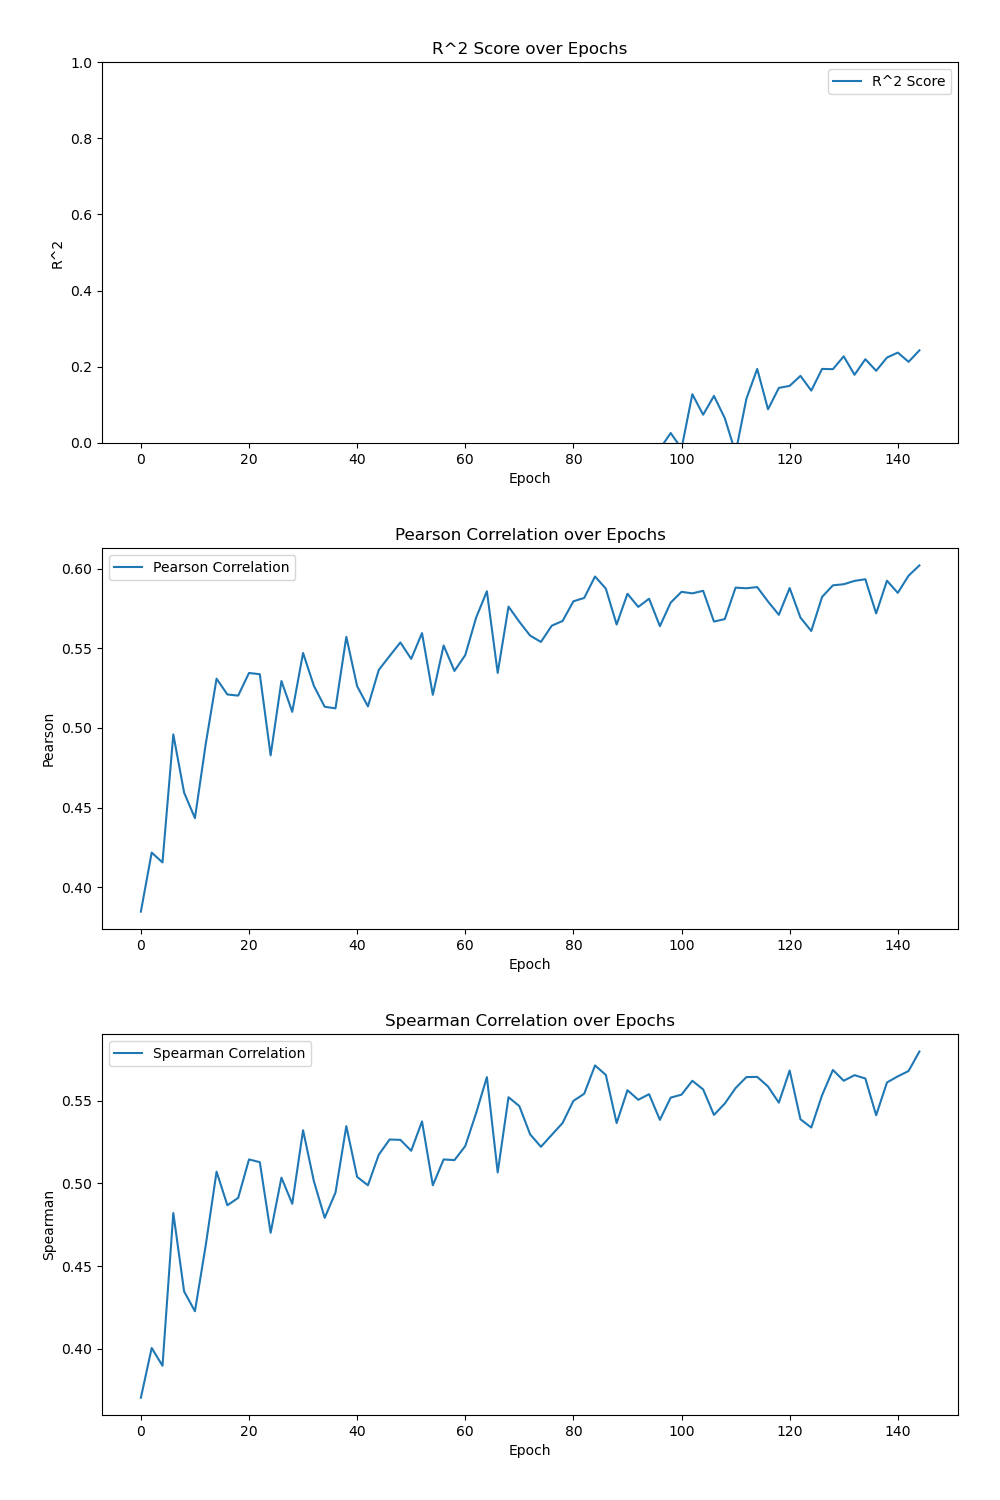 R^2 Score over Epochs
R^2 Score
1.0
0.8
0.6
0.4
0.2
0.0
R^2
0 20 40 60 80 100 120 140
Epoch
Pearson Correlation over Epochs
Pearson Correlation
0.60
0.55
0.50
0.45
0.40
Pearson
0 20 40 60 80 100 120 140
Epoch
Spearman Correlation over Epochs
Spearman Correlation
0.55
0.50
0.45
0.40
Spearman
0 20 40 60 80 100 120 140
Epoch